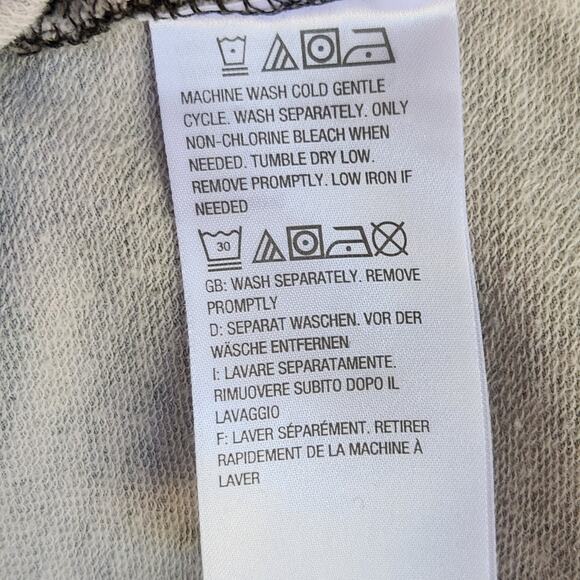 MACHINE WASH COLD GENTLE
CYCLE. WASH SEPARATELY. ONLY
NON-CHLORINE BLEACH WHEN
NEEDED. TUMBLE DRY LOW.
REMOVE PROMPTLY. LOW IRON IF
NEEDED
30
GB: WASH SEPARATELY. REMOVE
PROMPTLY
D: SEPARAT WASCHEN. VOR DER
WÄSCHE ENTFERNEN
I: LAVARE SEPARATAMENTE.
RIMUOVERE SUBITO DOPO IL
LAVAGGIO
F: LAVER SÉPARÉMENT. RETIRER
RAPIDEMENT DE LA MACHINE À
LAVER